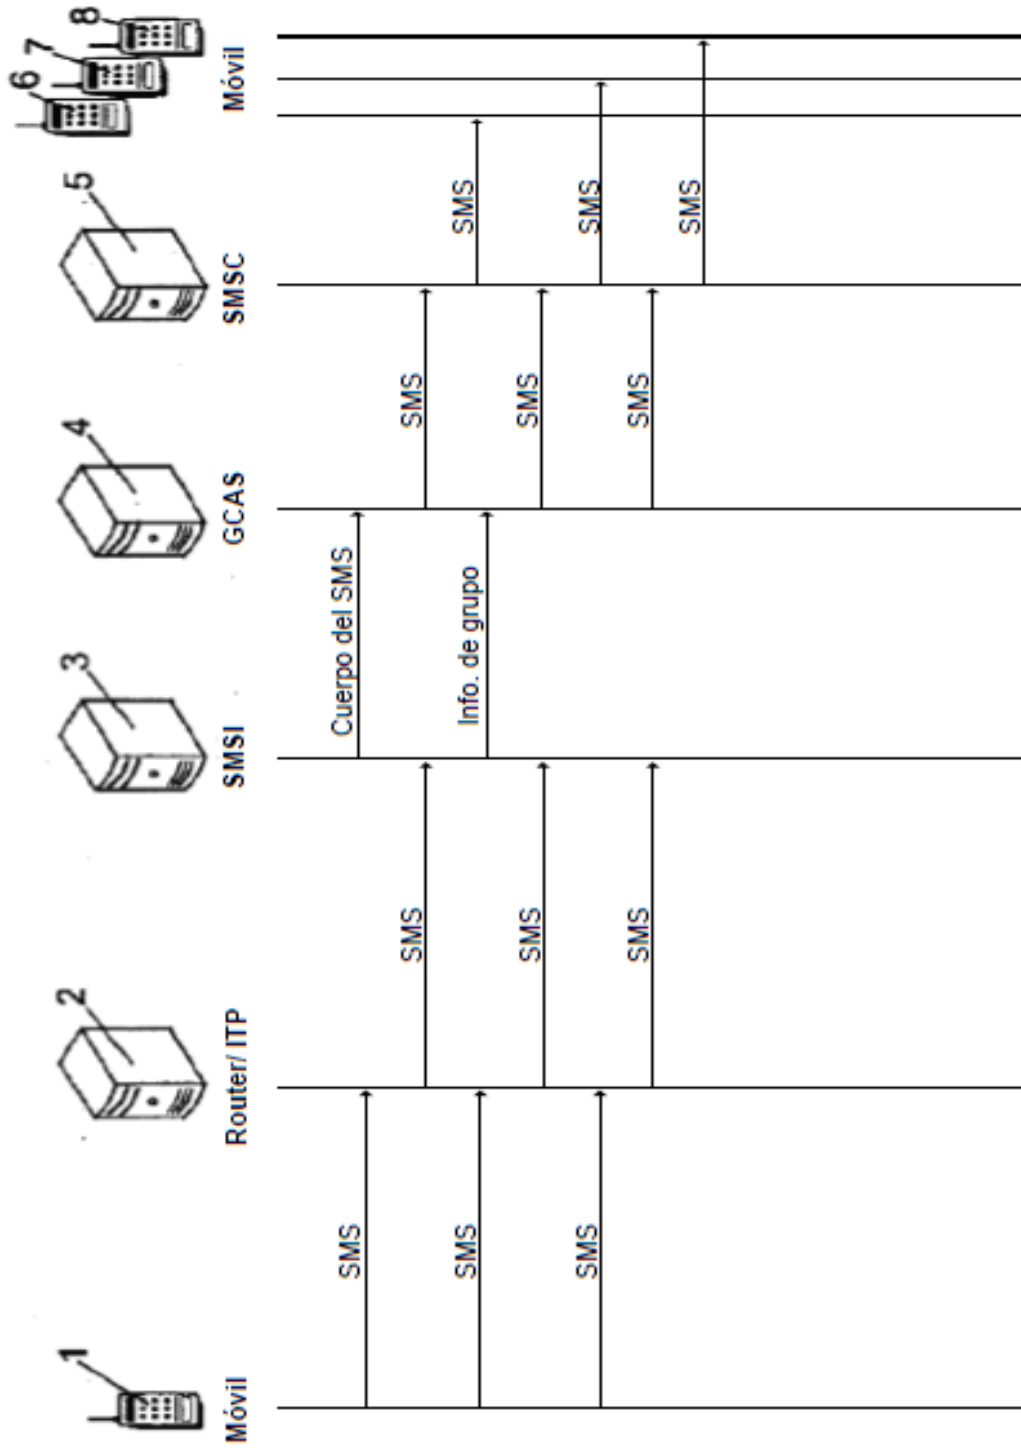 1
2
3
4
5
6
7
8
Móvil
Router/ ITP
SMSI
GCAS
SMSC
Móvil
SMS
SMS
SMS
SMS
SMS
SMS
Cuerpo del SMS
Info. de grupo
SMS
SMS
SMS
SMS
SMS
SMS